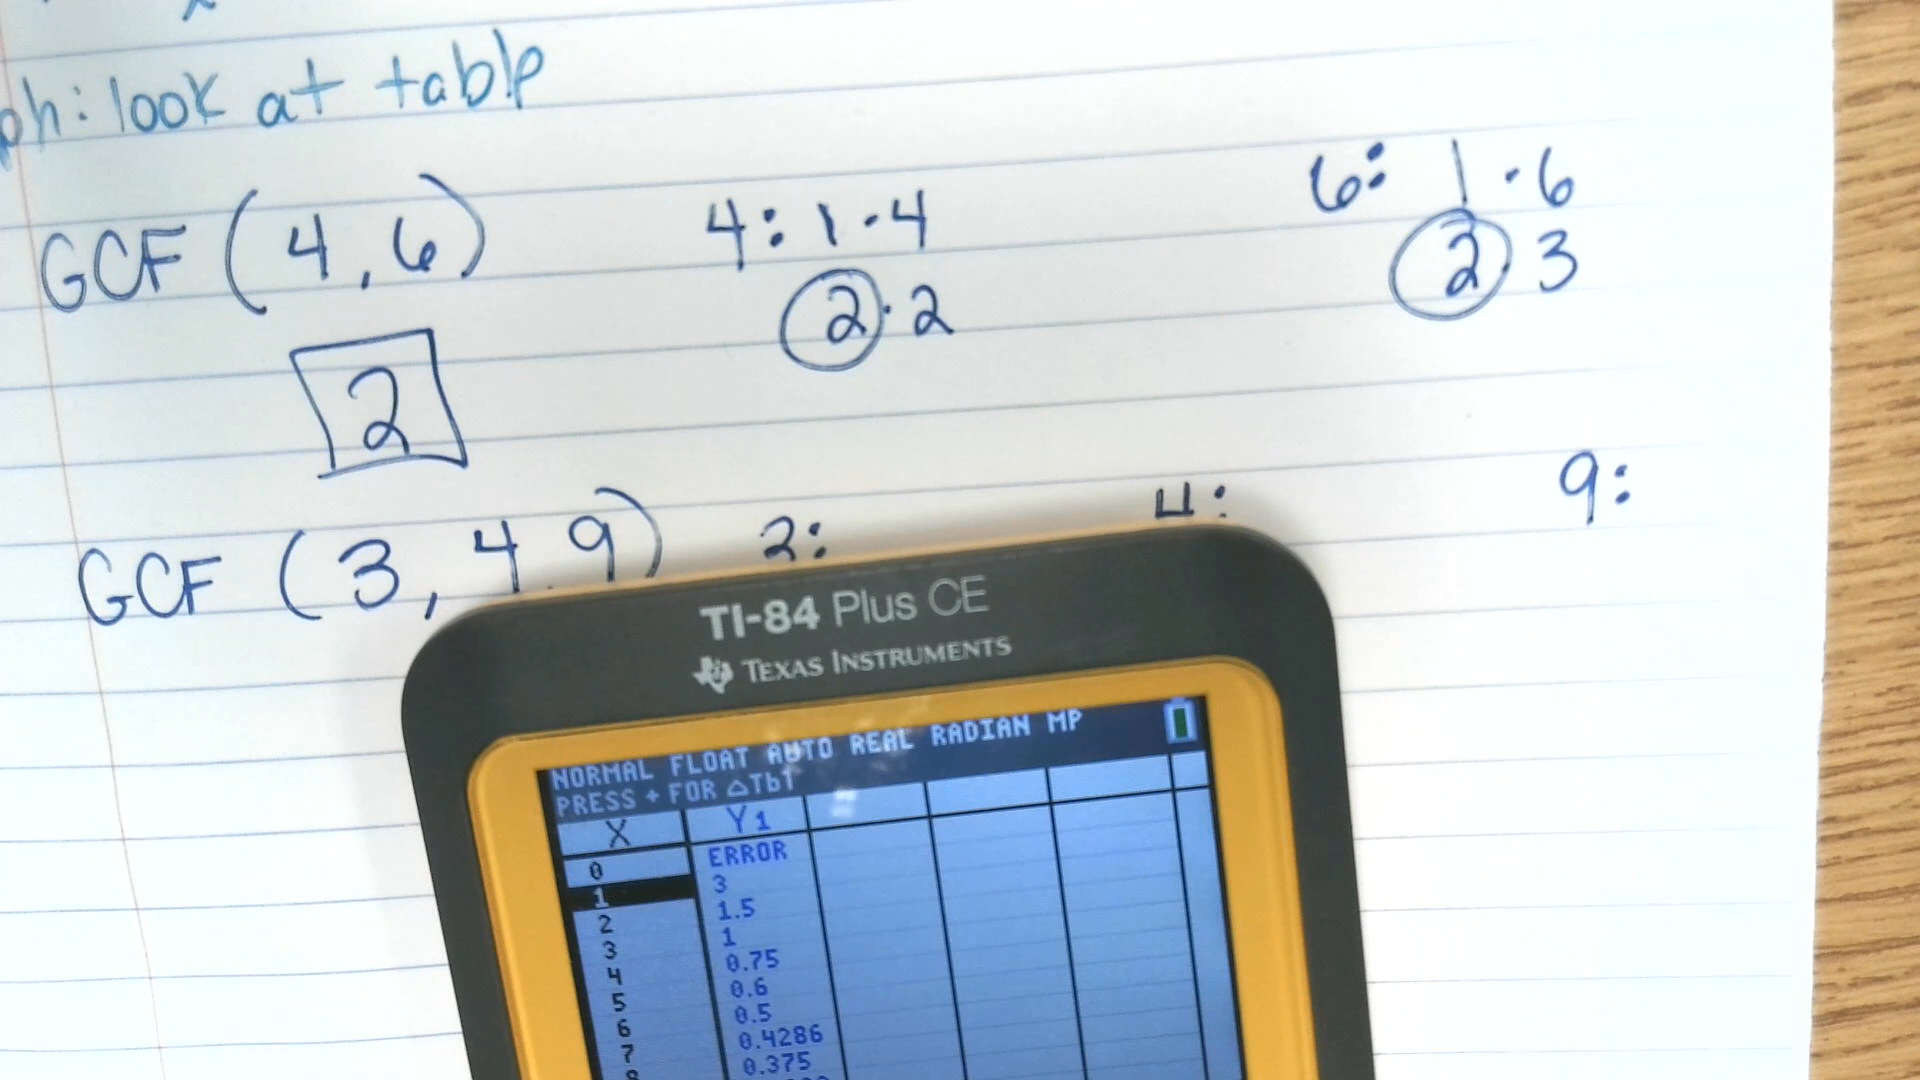 look at table
GCF (4, 6) 4: 1·4 6: 1·6
2·2 2·3
2
GCF (3, 4, 9) 4: 9:
TI-84 Plus CE
TEXAS INSTRUMENTS
NORMAL FLOAT AUTO REAL RADIAN MP
PRESS + FOR △Tbl
X Y1
0 ERROR
1 3
2 1.5
3 1
4 0.75
5 0.6
6 0.5
7 0.4286
8 0.375